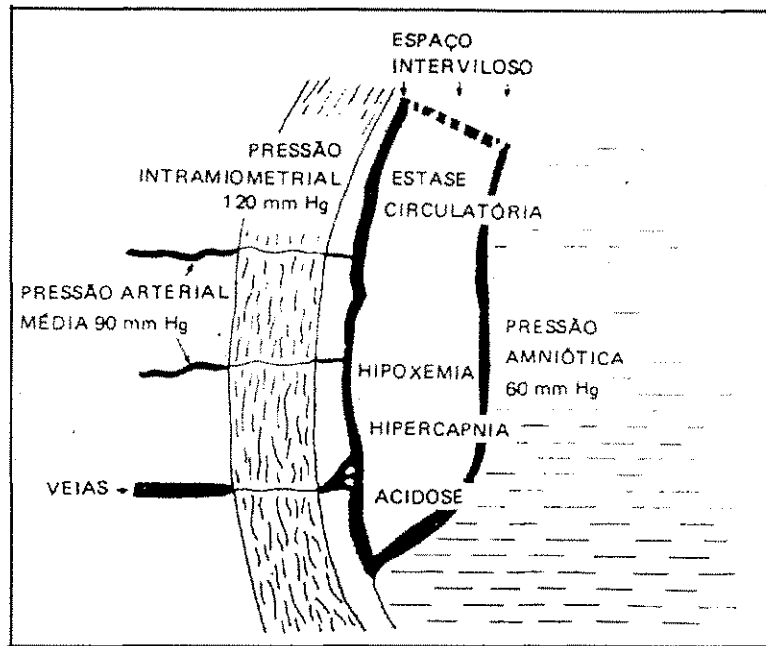 ESPAÇO
INTERVILOSO
PRESSÃO
INTRAMIOMETRIAL
120 mm Hg
ESTASE
CIRCULATÓRIA
PRESSÃO ARTERIAL
MÉDIA 90 mm Hg
PRESSÃO
AMNIÓTICA
60 mm Hg
HIPOXEMIA
HIPERCAPNIA
VEIAS
ACIDOSE